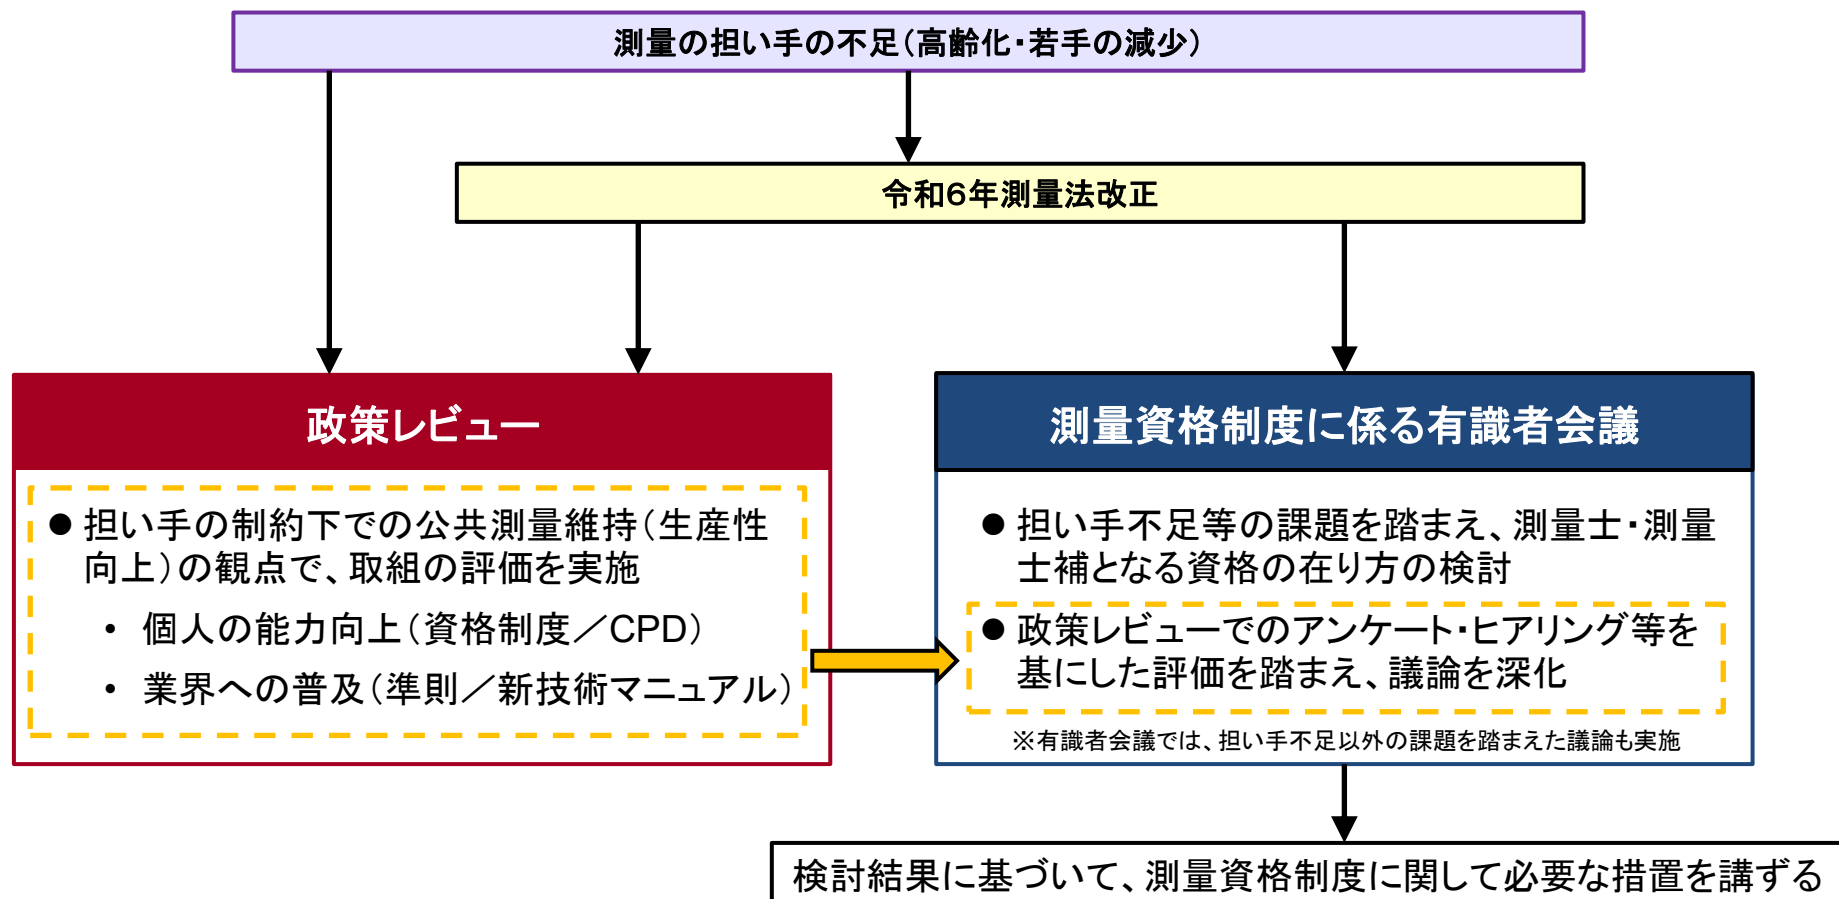 測量の担い手の不足(高齢化・若手の減少)
令和6年測量法改正
政策レビュー
● 担い手の制約下での公共測量維持(生産性
向上)の観点で、取組の評価を実施
・ 個人の能力向上(資格制度／CPD)
・ 業界への普及(準則／新技術マニュアル)
測量資格制度に係る有識者会議
● 担い手不足等の課題を踏まえ、測量士・測量
士補となる資格の在り方の検討
● 政策レビューでのアンケート・ヒアリング等を
基にした評価を踏まえ、議論を深化
※有識者会議では、担い手不足以外の課題を踏まえた議論も実施
検討結果に基づいて、測量資格制度に関して必要な措置を講ずる